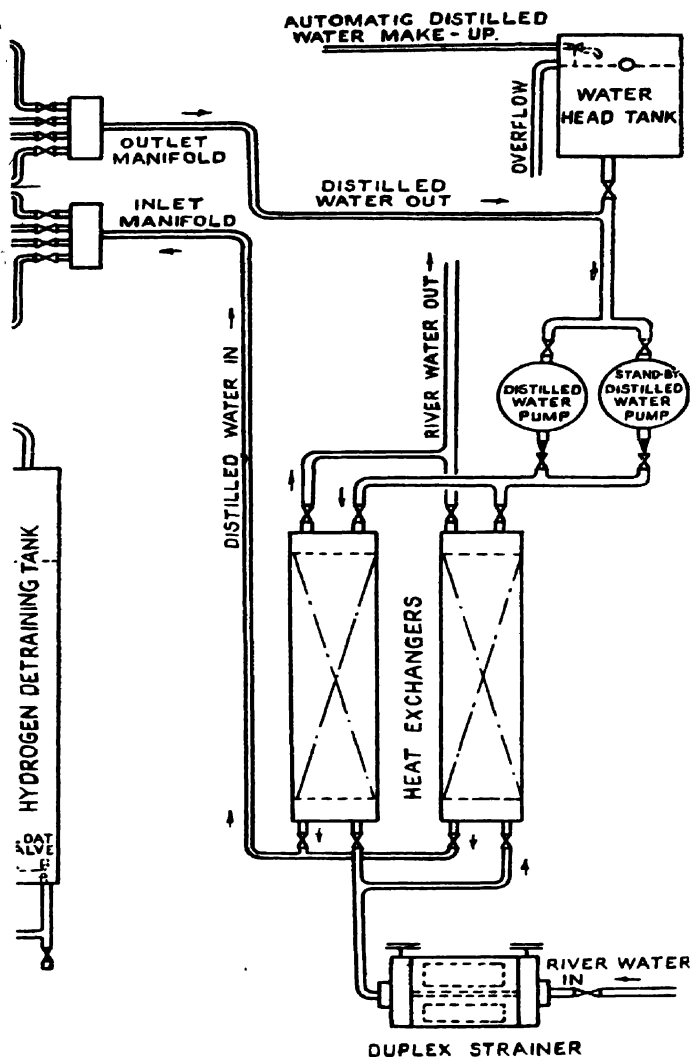 AUTOMATIC DISTILLED
WATER MAKE-UP.
WATER
HEAD TANK
OVERFLOW
OUTLET
MANIFOLD
DISTILLED
WATER OUT
INLET
MANIFOLD
RIVER WATER OUT
DISTILLED WATER IN
DISTILLED
WATER
PUMP
STAND-BY
DISTILLED
WATER
PUMP
HYDROGEN DETRAINING TANK
HEAT EXCHANGERS
RIVER WATER
IN
DUPLEX STRAINER